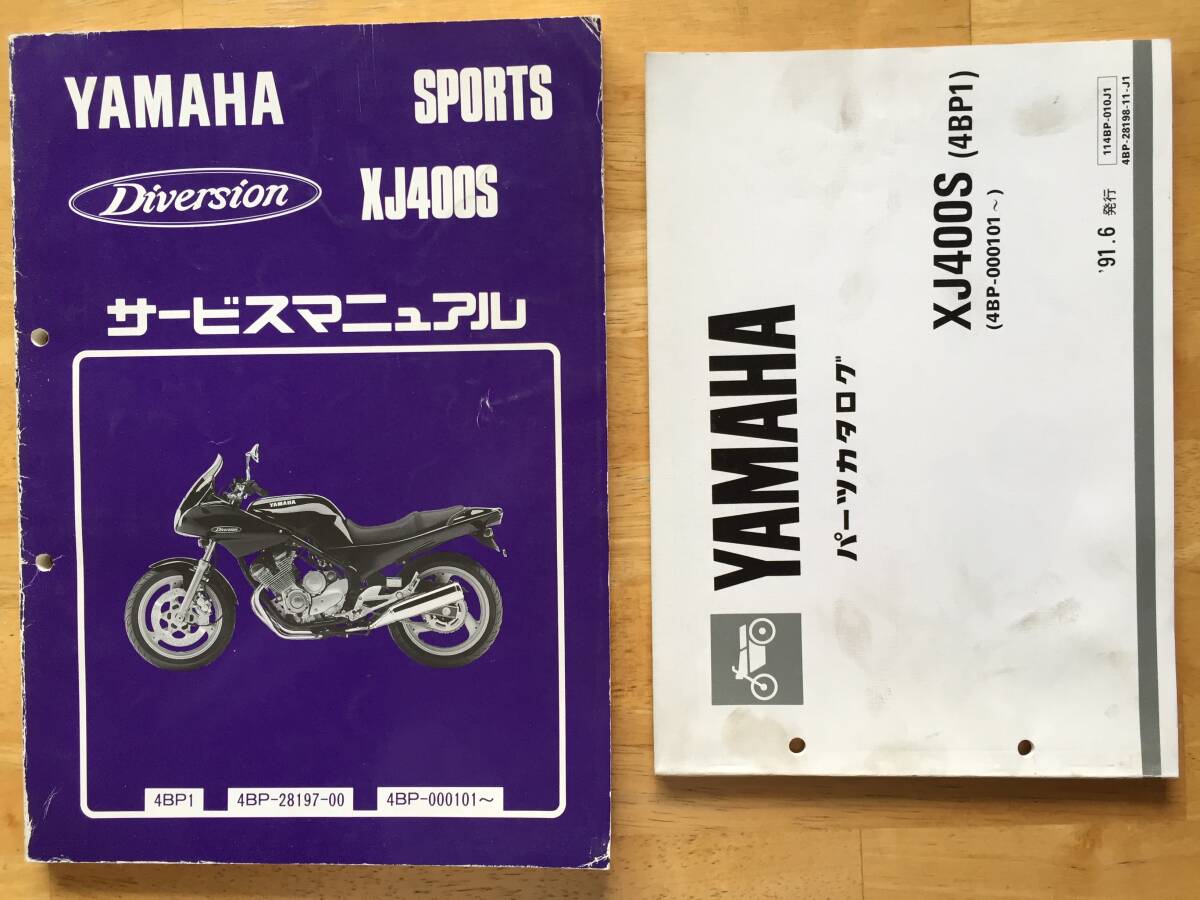 YAMAHA SPORTS
Diversion XJ400S
サービスマニュアル
YAMAHA
Diversion
4BP1 4BP-28197-00 4BP-000101～
YAMAHA
パーツカタログ
XJ400S (4BP1)
(4BP-000101～)
'91.6 発行
114BP-010J1
4BP-28198-11-J1